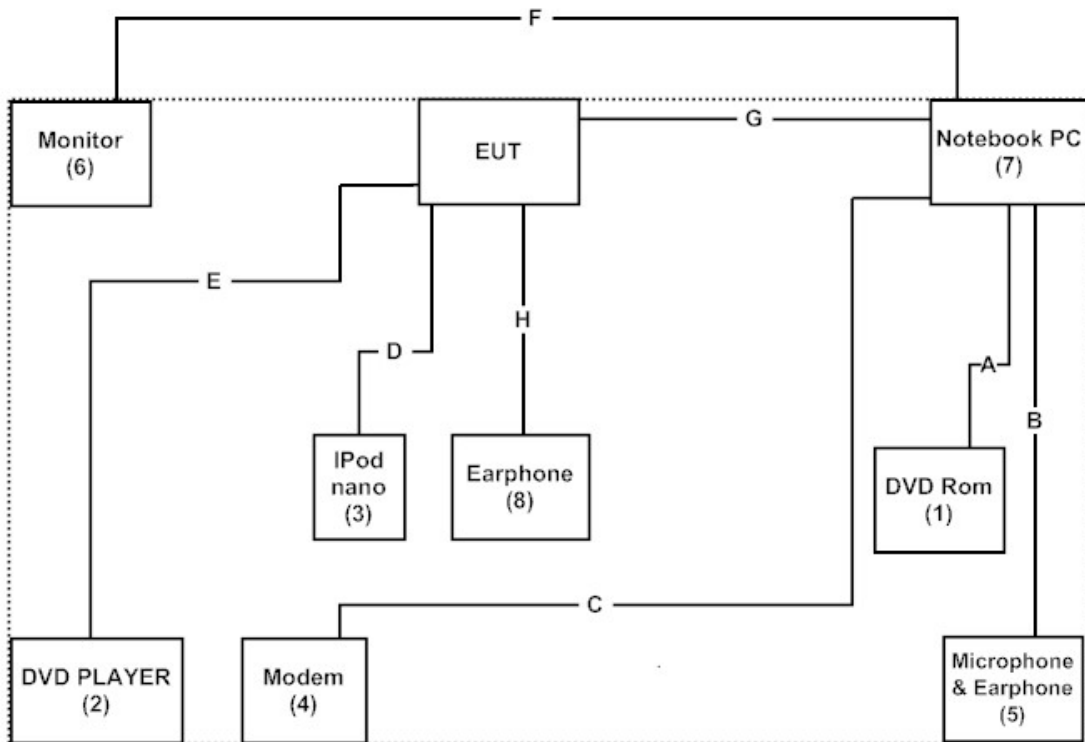 F
Monitor
(6)
EUT
G
Notebook PC
(7)
E
H
D
A
B
IPod
nano
(3)
Earphone
(8)
DVD Rom
(1)
C
DVD PLAYER
(2)
Modem
(4)
Microphone
& Earphone
(5)